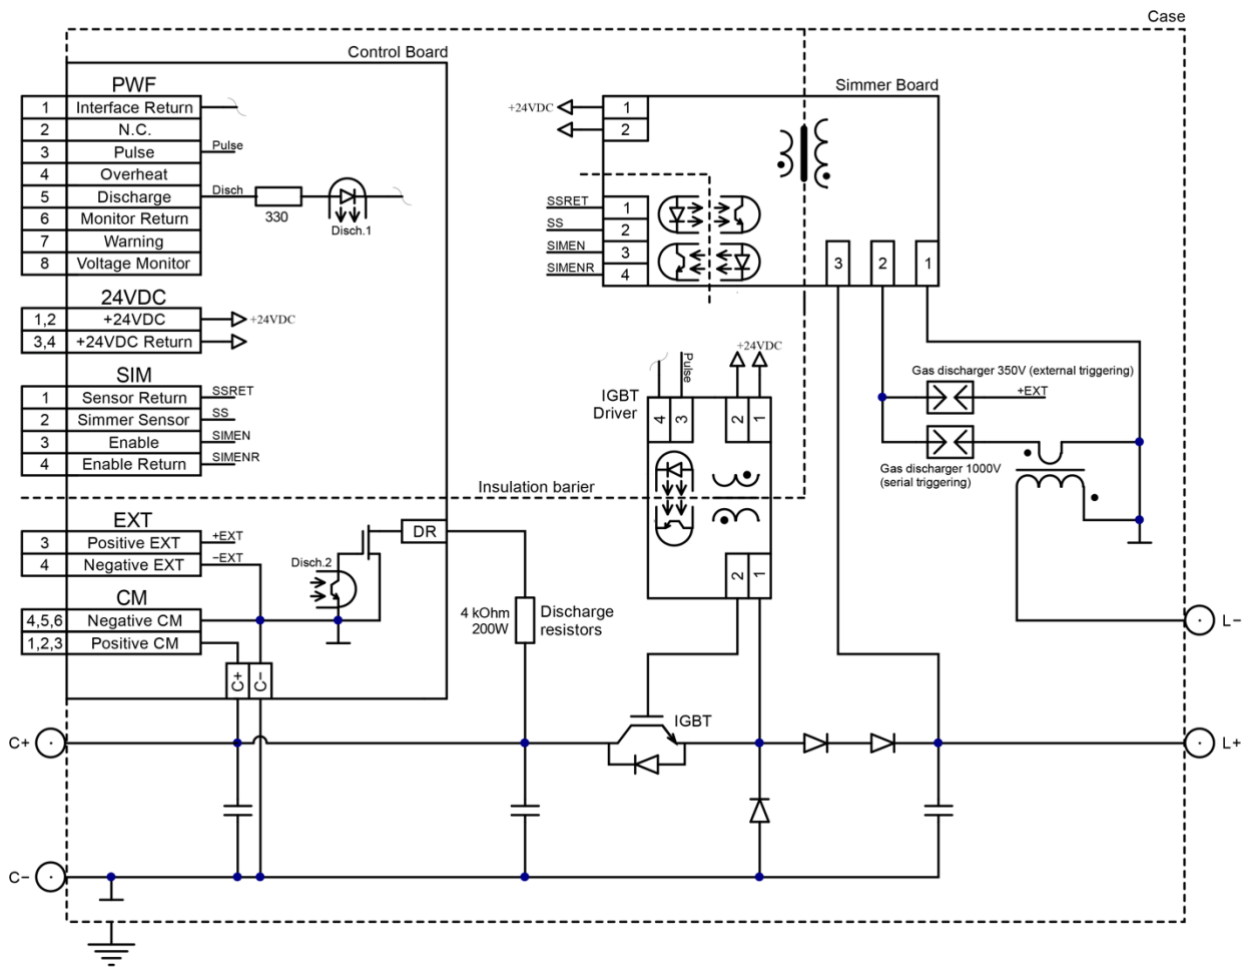 Case
Control Board
PWF
1 Interface Return
2 N.C.
3 Pulse Pulse
4 Overheat
5 Discharge Disch
330
Disch.1
6 Monitor Return
7 Warning
8 Voltage Monitor
24VDC
1,2 +24VDC +24VDC
3,4 +24VDC Return
SIM
1 Sensor Return SSRET
2 Simmer Sensor SS
3 Enable SIMEN
4 Enable Return SIMENR
Insulation barier
EXT
3 Positive EXT +EXT
4 Negative EXT −EXT
CM
4,5,6 Negative CM
1,2,3 Positive CM
C+ C−
Disch.2
DR
4 kOhm
200W
Discharge
resistors
Simmer Board
+24VDC 1
2
SSRET 1
SS 2
SIMEN 3
SIMENR 4
3 2 1
+24VDC
Pulse
IGBT
Driver
4 3 2 1
2 1
Gas discharger 350V (external triggering)
+EXT
Gas discharger 1000V
(serial triggering)
L−
IGBT
C+
L+
C−